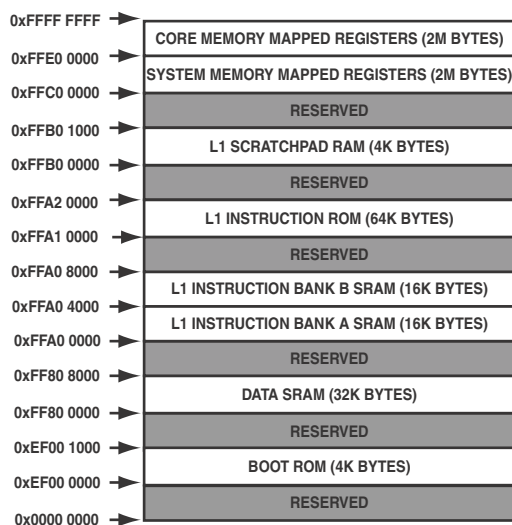 0xFFFF FFFF
CORE MEMORY MAPPED REGISTERS (2M BYTES)
0xFFE0 0000
SYSTEM MEMORY MAPPED REGISTERS (2M BYTES)
0xFFC0 0000
RESERVED
0xFFB0 1000
L1 SCRATCHPAD RAM (4K BYTES)
0xFFB0 0000
RESERVED
0xFFA2 0000
L1 INSTRUCTION ROM (64K BYTES)
0xFFA1 0000
RESERVED
0xFFA0 8000
L1 INSTRUCTION BANK B SRAM (16K BYTES)
0xFFA0 4000
L1 INSTRUCTION BANK A SRAM (16K BYTES)
0xFFA0 0000
RESERVED
0xFF80 8000
DATA SRAM (32K BYTES)
0xFF80 0000
RESERVED
0xEF00 1000
BOOT ROM (4K BYTES)
0xEF00 0000
RESERVED
0x0000 0000